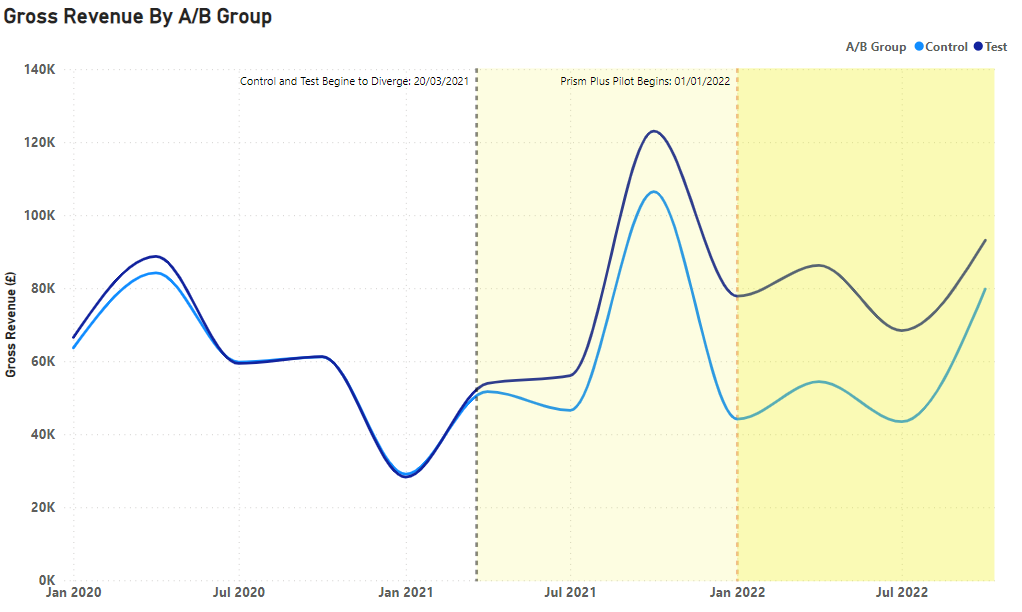 Gross Revenue By A/B Group
A/B Group Control Test
140K
Control and Test Begine to Diverge: 20/03/2021
Prism Plus Pilot Begins: 01/01/2022
120K
100K
80K
60K
40K
20K
0K
Gross Revenue (£)
Jan 2020 Jul 2020 Jan 2021 Jul 2021 Jan 2022 Jul 2022